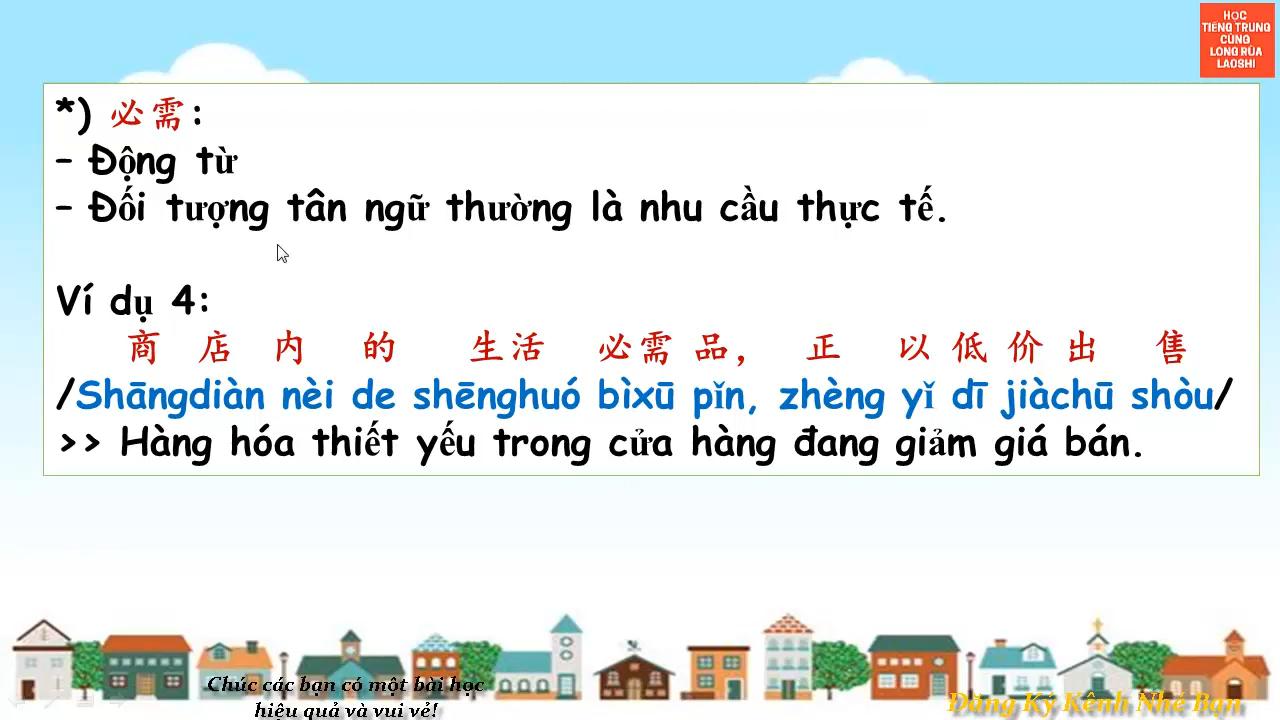 HỌC
TIẾNG TRUNG
CÙNG
LONG RÙA
LAOSHI
*) 必需:
– Động từ
– Đối tượng tân ngữ thường là nhu cầu thực tế.
Ví dụ 4:
商 店 内 的 生活 必需 品, 正 以 低 价 出 售
/Shāngdiàn nèi de shēnghuó bìxū pǐn, zhèng yǐ dī jiàchū shòu/
>> Hàng hóa thiết yếu trong cửa hàng đang giảm giá bán.
Chúc các bạn có một bài học
hiệu quả và vui vẻ!
Đăng Ký Kênh Nhé Bạn